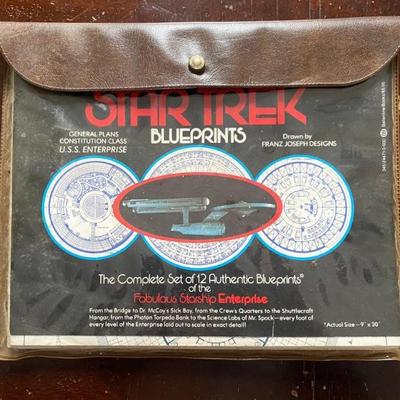 STAR TREK
BLUEPRINTS
GENERAL PLANS
CONSTITUTION CLASS
U.S.S. ENTERPRISE
Drawn by
FRANZ JOSEPH DESIGNS
The Complete Set of 12 Authentic Blueprints*
of the
Fabulous Starship Enterprise
From the Bridge to Dr. McCoy's Sick Bay, from the Crew's Quarters to the Shuttlecraft
Hangar, from the Photon Torpedo Bank to the Science Labs of Mr. Spock—every foot of
every level of the Enterprise laid out to scale in exact detail!
*Actual Size—9" x 30"